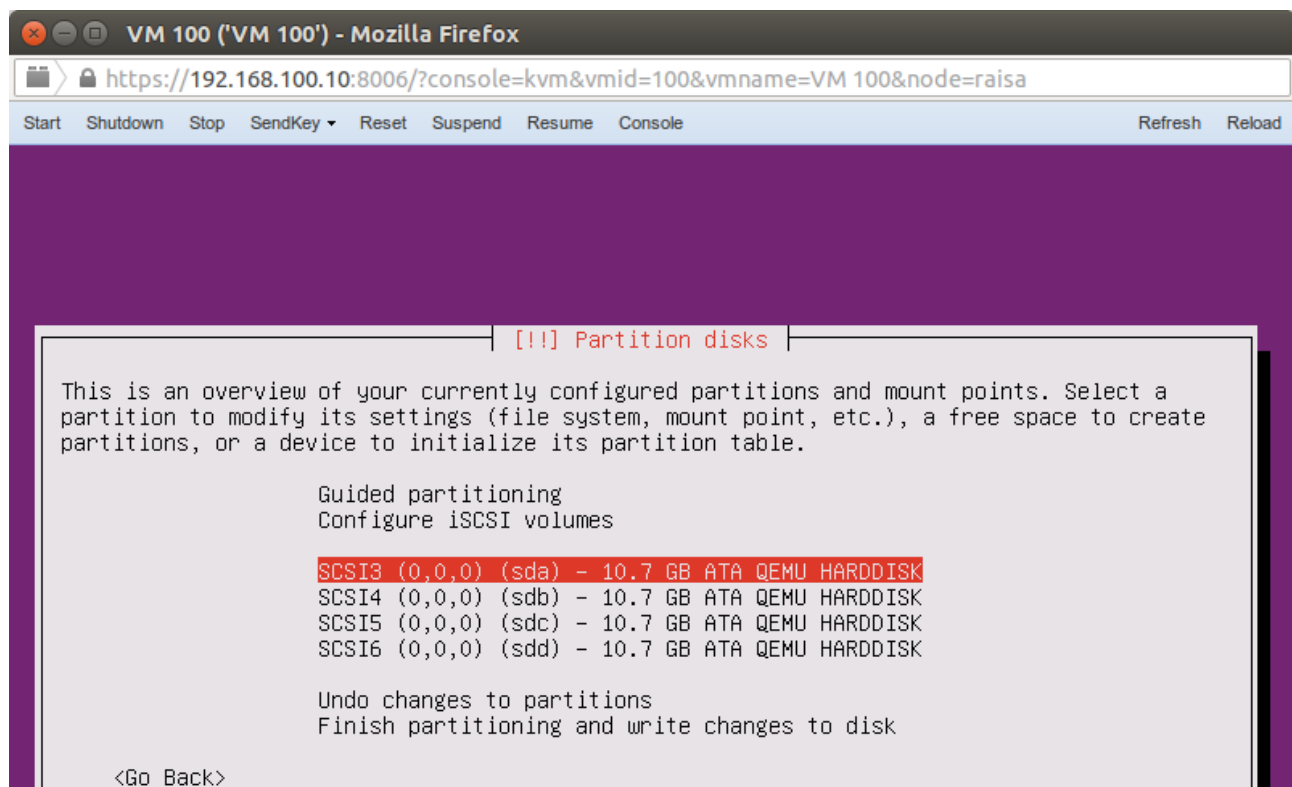 VM 100 ('VM 100') - Mozilla Firefox
https://192.168.100.10:8006/?console=kvm&vmid=100&vmname=VM 100&node=raisa
Start Shutdown Stop SendKey Reset Suspend Resume Console Refresh Reload
[!!] Partition disks
This is an overview of your currently configured partitions and mount points. Select a
partition to modify its settings (file system, mount point, etc.), a free space to create
partitions, or a device to initialize its partition table.
Guided partitioning
Configure iSCSI volumes
SCSI3 (0,0,0) (sda) - 10.7 GB ATA QEMU HARDDISK
SCSI4 (0,0,0) (sdb) - 10.7 GB ATA QEMU HARDDISK
SCSI5 (0,0,0) (sdc) - 10.7 GB ATA QEMU HARDDISK
SCSI6 (0,0,0) (sdd) - 10.7 GB ATA QEMU HARDDISK
Undo changes to partitions
Finish partitioning and write changes to disk
<Go Back>